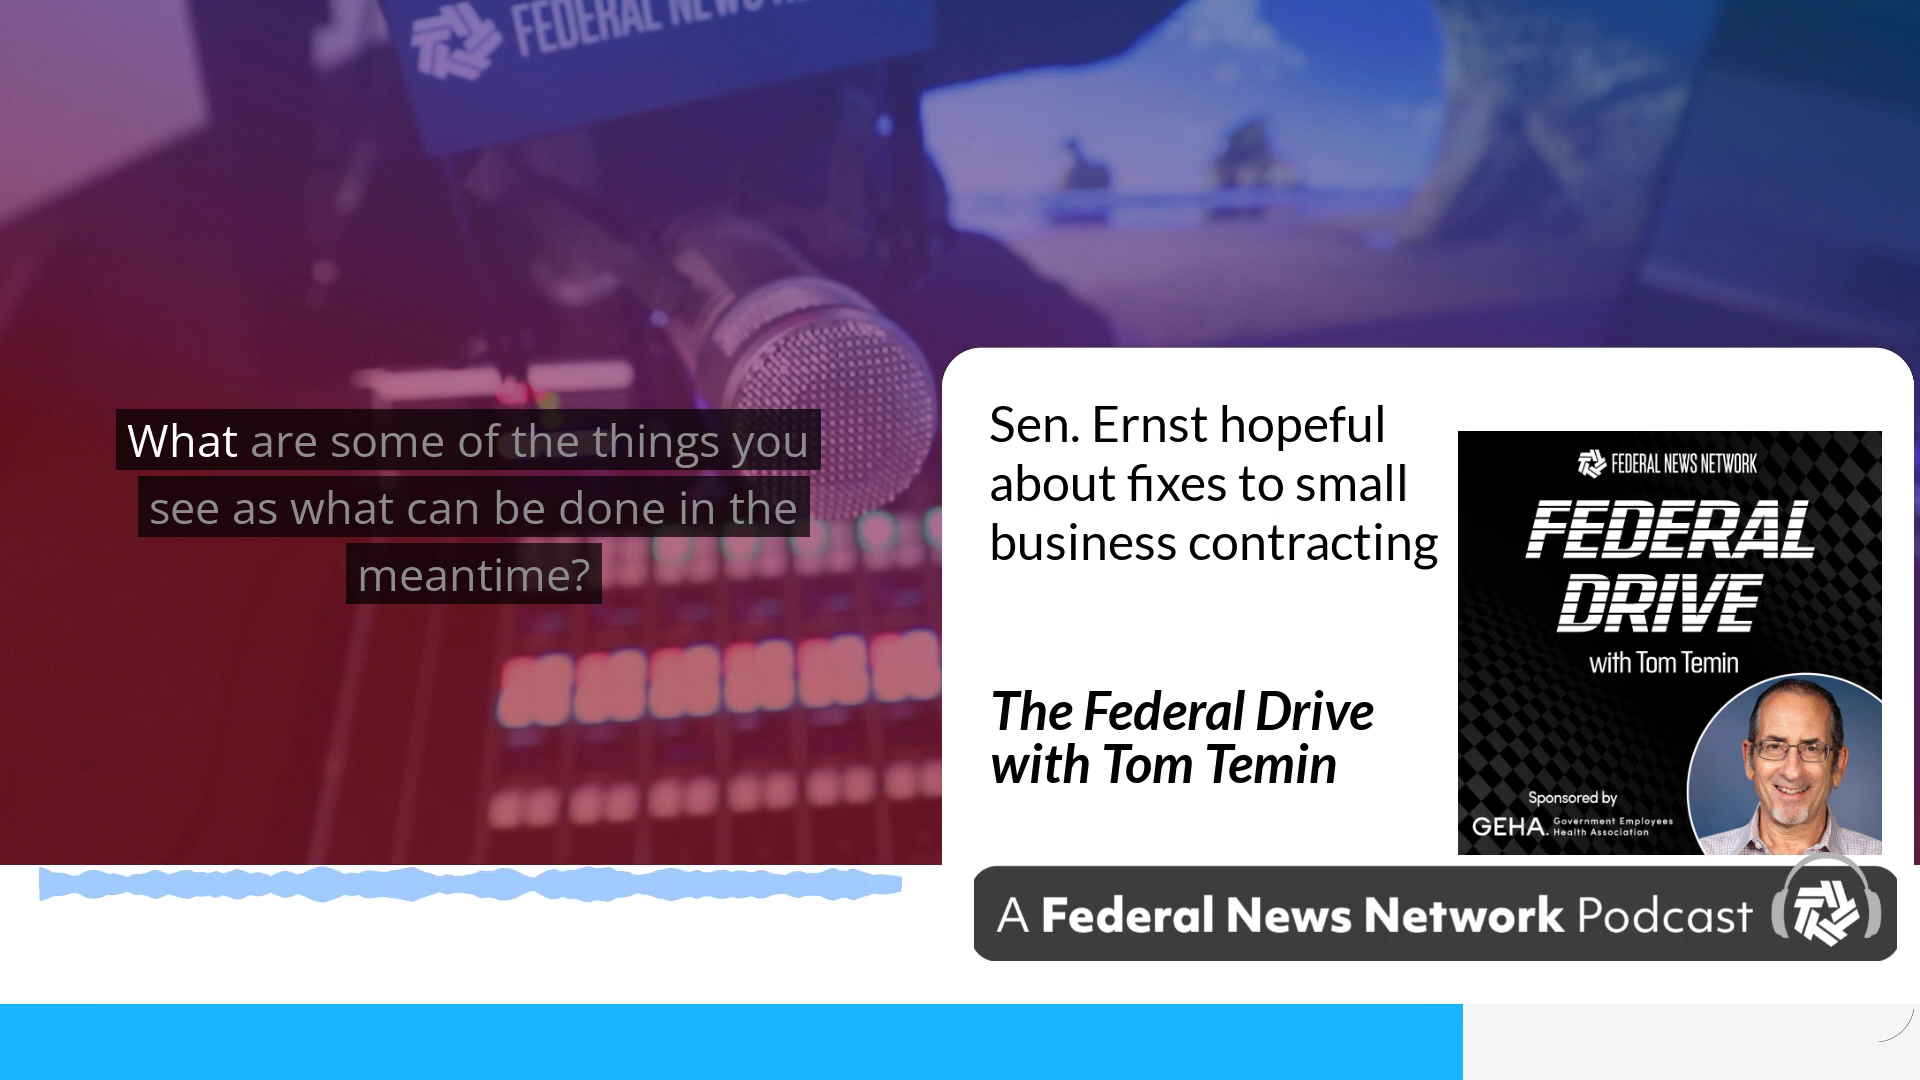 FEDERAL NEWS
What are some of the things you
see as what can be done in the
meantime?
Sen. Ernst hopeful
about fixes to small
business contracting
The Federal Drive
with Tom Temin
FEDERAL NEWS NETWORK
FEDERAL
DRIVE
with Tom Temin
Sponsored by
GEHA. Government Employees
Health Association
A Federal News Network Podcast